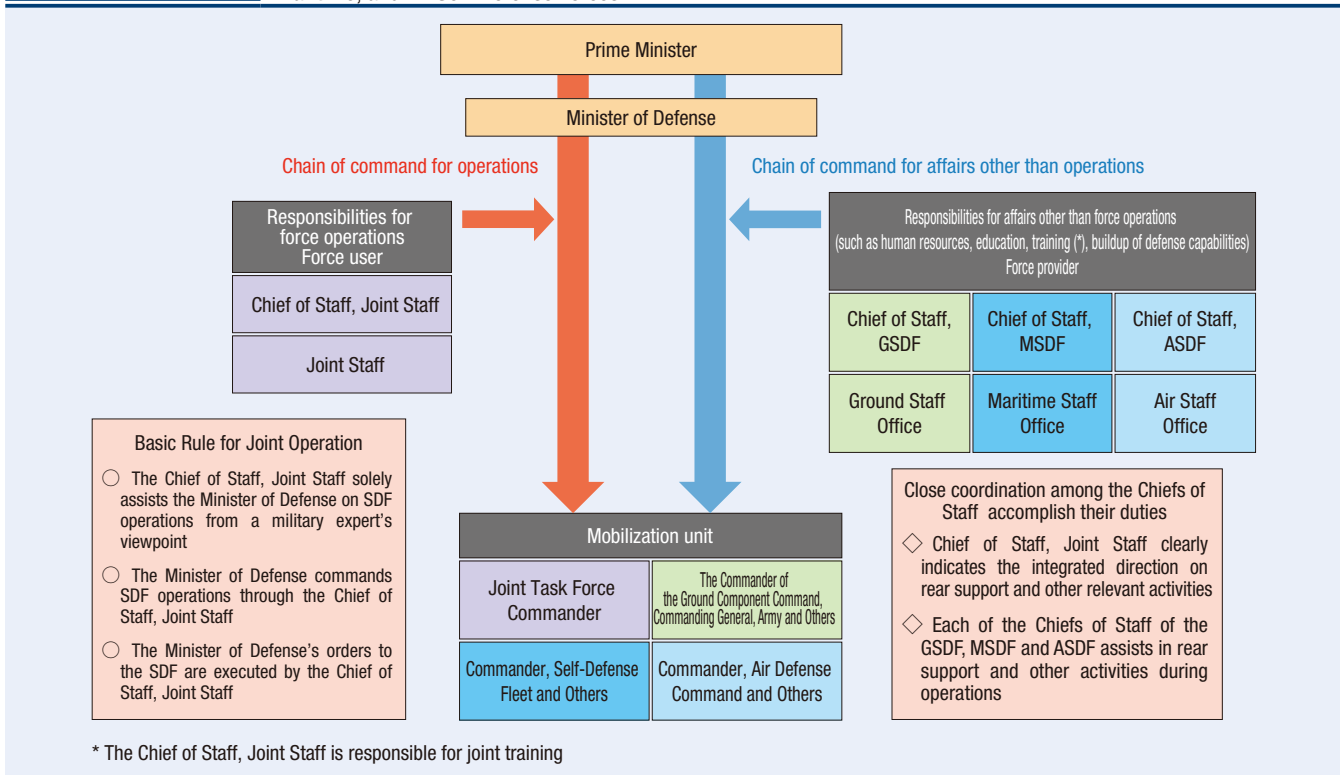 Prime Minister
Minister of Defense
Chain of command for operations
Chain of command for affairs other than operations
Responsibilities for
force operations
Force user
Chief of Staff, Joint Staff
Joint Staff
Responsibilities for affairs other than force operations
(such as human resources, education, training (*), buildup of defense capabilities)
Force provider
Chief of Staff,
GSDF
Chief of Staff,
MSDF
Chief of Staff,
ASDF
Ground Staff
Office
Maritime Staff
Office
Air Staff
Office
Basic Rule for Joint Operation
○ The Chief of Staff, Joint Staff solely
assists the Minister of Defense on SDF
operations from a military expert's
viewpoint
○ The Minister of Defense commands
SDF operations through the Chief of
Staff, Joint Staff
○ The Minister of Defense's orders to
the SDF are executed by the Chief of
Staff, Joint Staff
Mobilization unit
Joint Task Force
Commander
The Commander of
the Ground Component Command,
Commanding General, Army and Others
Commander, Self-Defense
Fleet and Others
Commander, Air Defense
Command and Others
Close coordination among the Chiefs of
Staff accomplish their duties
◇ Chief of Staff, Joint Staff clearly
indicates the integrated direction on
rear support and other relevant activities
◇ Each of the Chiefs of Staff of the
GSDF, MSDF and ASDF assists in rear
support and other activities during
operations
* The Chief of Staff, Joint Staff is responsible for joint training